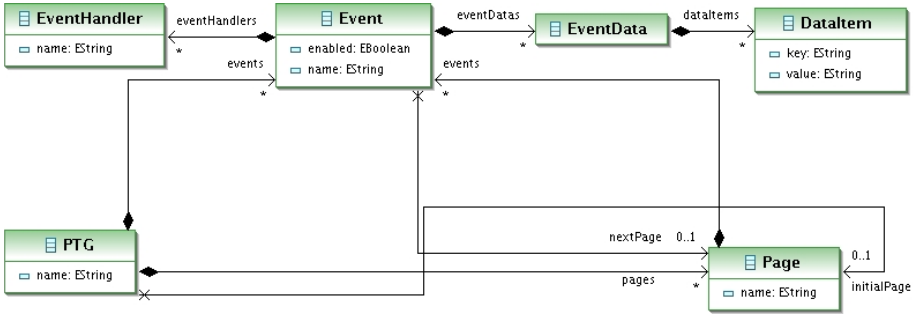 EventHandler
name: EString
eventHandlers
*
Event
enabled: EBoolean
name: EString
eventDatas
*
EventData
dataItems
*
DataItem
key: EString
value: EString
events
*
events
*
PTG
name: EString
nextPage 0..1
pages
*
Page
name: EString
0..1
initialPage